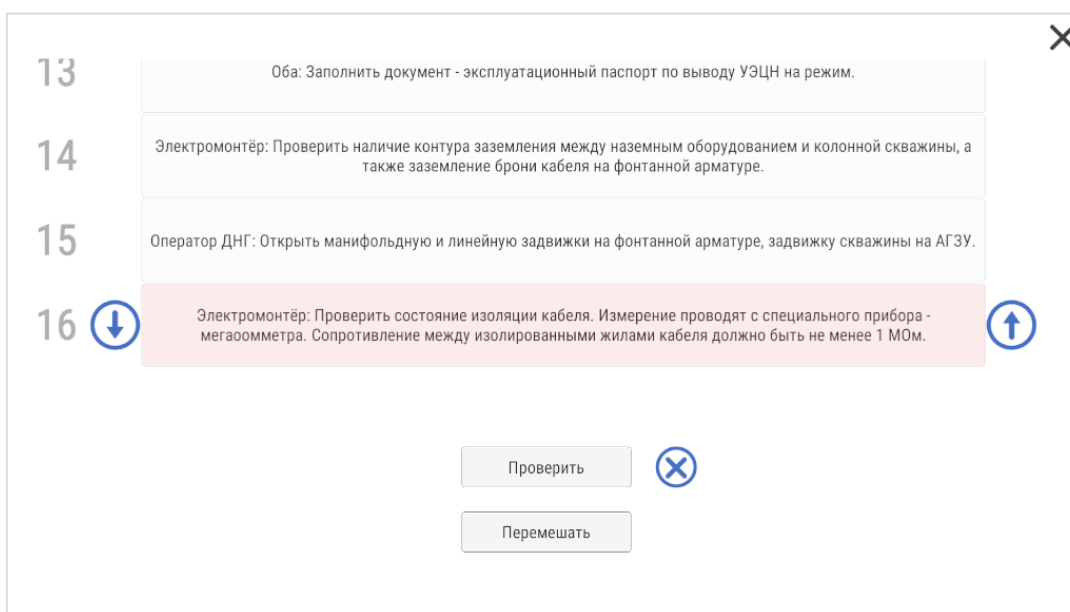 13
Оба: Заполнить документ - эксплуатационный паспорт по выводу УЭЦН на режим.
14
Электромонтёр: Проверить наличие контура заземления между наземным оборудованием и колонной скважины, а
также заземление брони кабеля на фонтанной арматуре.
15
Оператор ДНГ: Открыть манифольдную и линейную задвижки на фонтанной арматуре, задвижку скважины на АГЗУ.
16
Электромонтёр: Проверить состояние изоляции кабеля. Измерение проводят с специального прибора -
мегаоомметра. Сопротивление между изолированными жилами кабеля должно быть не менее 1 МОм.
Проверить
Перемешать